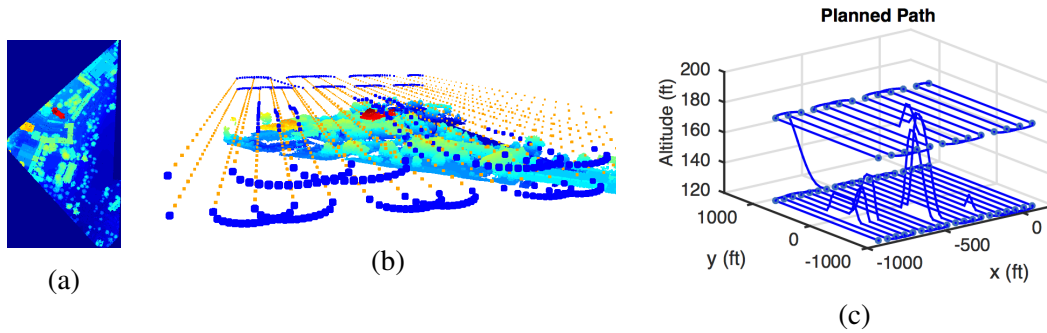 Planned Path
200
180
160
140
120
Altitude (ft)
1000
0
-1000
y (ft)
-1000
-500
0
x (ft)
(a)
(b)
(c)